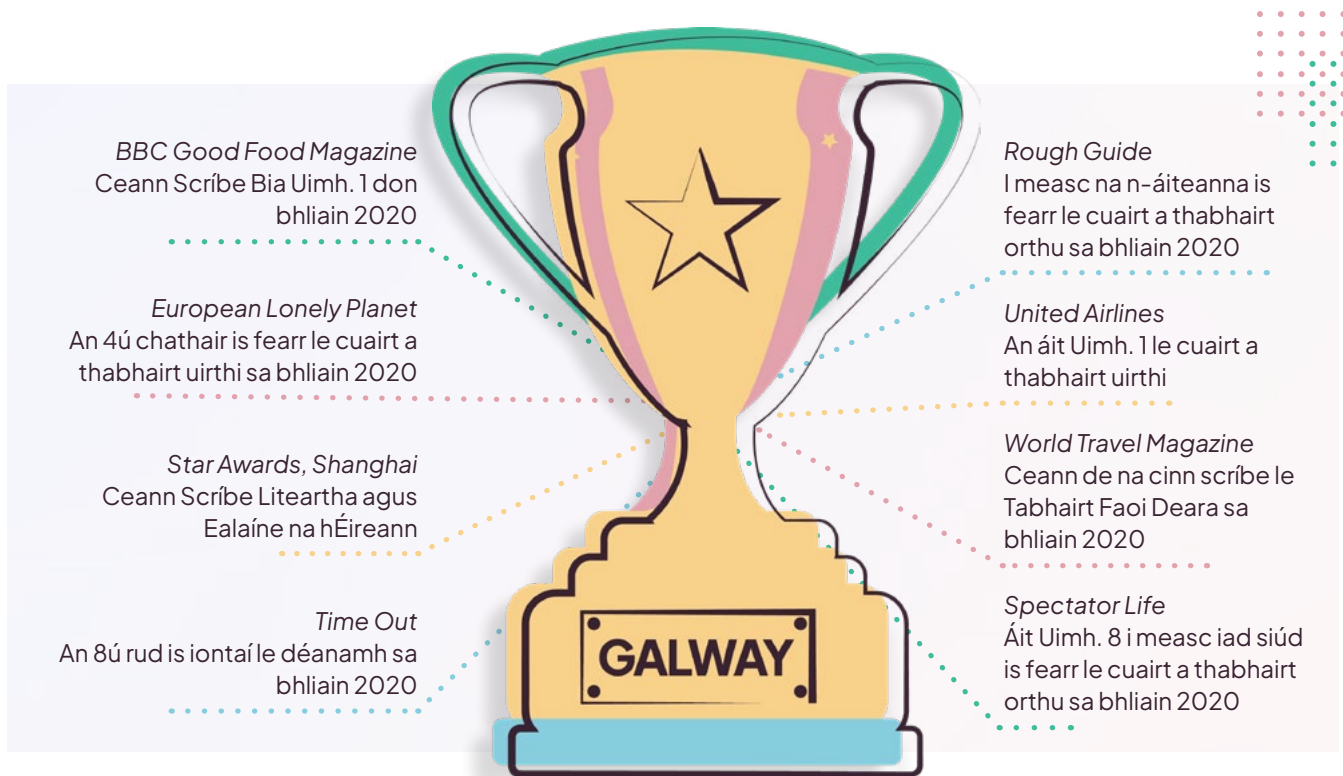 BBC Good Food Magazine
Ceann Scríbe Bia Uimh. 1 don
bhliain 2020
European Lonely Planet
An 4ú chathair is fearr le cuairt a
thabhairt uirthi sa bhliain 2020
Star Awards, Shanghai
Ceann Scríbe Liteartha agus
Ealaíne na hÉireann
Time Out
An 8ú rud is iontaí le déanamh sa
bhliain 2020
GALWAY
Rough Guide
I measc na n-áiteanna is
fearr le cuairt a thabhairt
orthu sa bhliain 2020
United Airlines
An áit Uimh. 1 le cuairt a
thabhairt uirthi
World Travel Magazine
Ceann de na cinn scríbe le
Tabhairt Faoi Deara sa
bhliain 2020
Spectator Life
Áit Uimh. 8 i measc iad siúd
is fearr le cuairt a thabhairt
orthu sa bhliain 2020